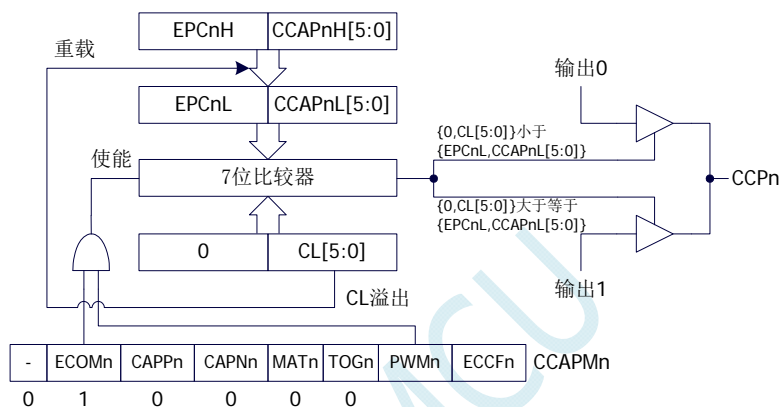 EPCnH CCAPnH[5:0]
重载
EPCnL CCAPnL[5:0]
输出0
{0,CL[5:0]}小于
{EPCnL,CCAPnL[5:0]}
使能
7位比较器
CCPn
{0,CL[5:0]}大于等于
{EPCnL,CCAPnL[5:0]}
0 CL[5:0]
CL溢出
输出1
- ECOMn CAPPn CAPNn MATn TOGn PWMn ECCFn CCAPMn
0 1 0 0 0 0
MCU